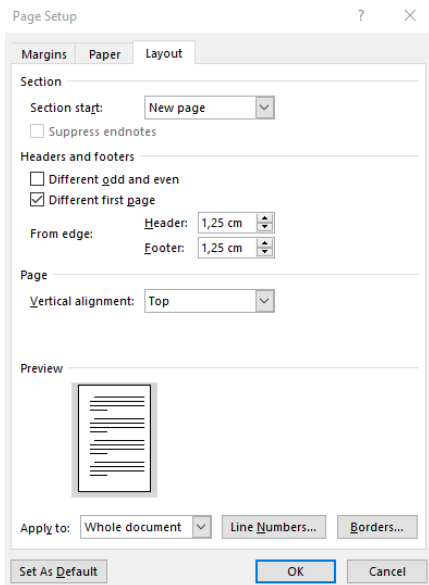 Page Setup ? ×
Margins Paper Layout
Section
Section start: New page
Suppress endnotes
Headers and footers
Different odd and even
Different first page
Header: 1,25 cm
From edge:
Footer: 1,25 cm
Page
Vertical alignment: Top
Preview
Apply to: Whole document Line Numbers... Borders...
Set As Default OK Cancel